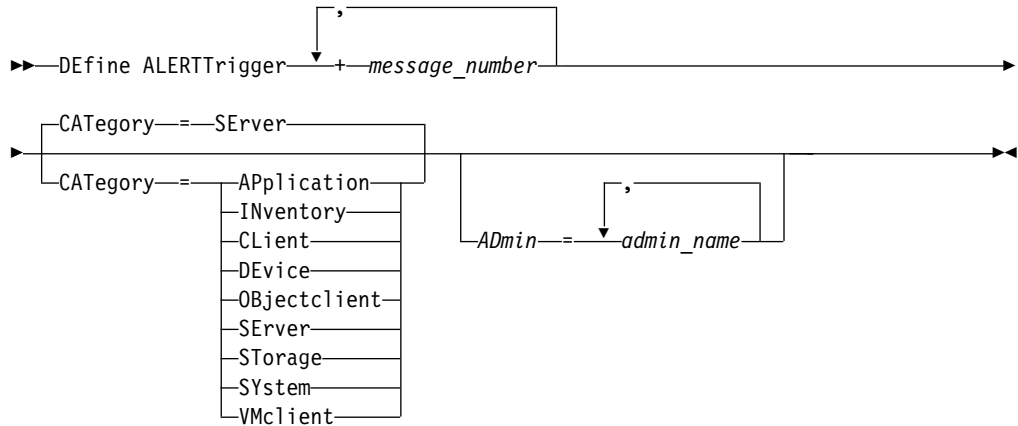 ,
DEfine ALERTTrigger + message_number
CATegory = SErver
CATegory = APplication
INventory
CLient
DEvice
OBjectclient
SErver
STorage
SYstem
VMclient
,
ADmin = admin_name